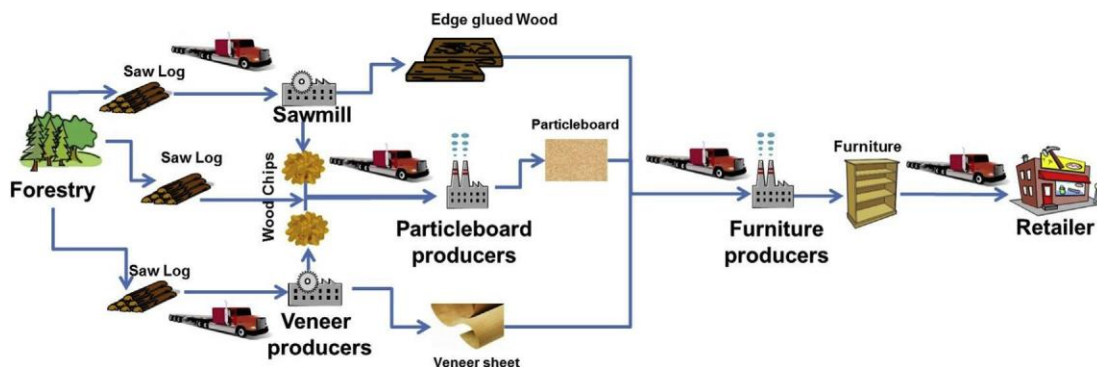 Edge glued Wood
Saw Log
Sawmill
Particleboard
Saw Log
Furniture
Wood Chips
Forestry
Particleboard
producers
Furniture
producers
Retailer
Saw Log
Veneer
producers
Veneer sheet